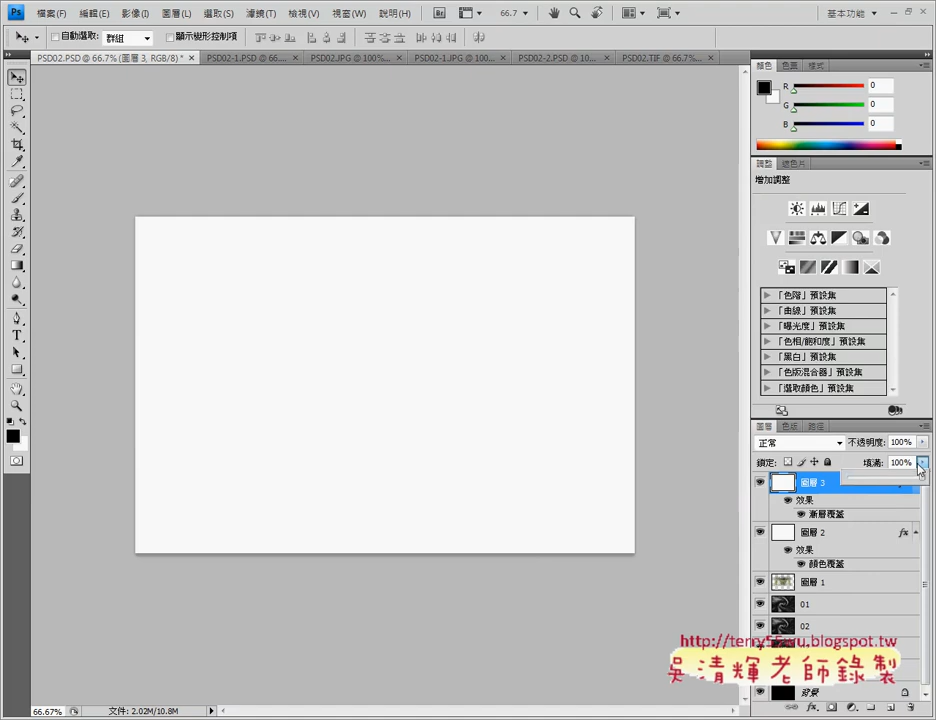 Ps 檔案(F) 編輯(E) 影像(I) 圖層(L) 選取(S) 濾鏡(T) 檢視(V) 視窗(W) 說明(H) Br 66.7 基本功能
自動選取: 群組 顯示變形控制項
PSD02.PSD @ 66.7% (圖層 3, RGB/8) * PSD02-1.PSD @ 66.... PSD02.JPG @ 100%... PSD02-1.JPG @ 100... PSD02-2.PSD @ 10... PSD02.TIF @ 66.7%...
顏色 色票 樣式
R 0
G 0
B 0
調整 遮色片
增加調整
「色階」預設集
「曲線」預設集
「曝光度」預設集
「色相/飽和度」預設集
「黑白」預設集
「色版混合器」預設集
「選取顏色」預設集
圖層 色版 路徑
正常 不透明度: 100%
鎖定: 填滿: 100%
圖層 3
效果
漸層覆蓋
圖層 2 fx
效果
顏色覆蓋
圖層 1
01
02
http://terry55wu.blogspot.tw
吳清輝老師錄製
背景
66.67% 文件: 2.02M/10.8M